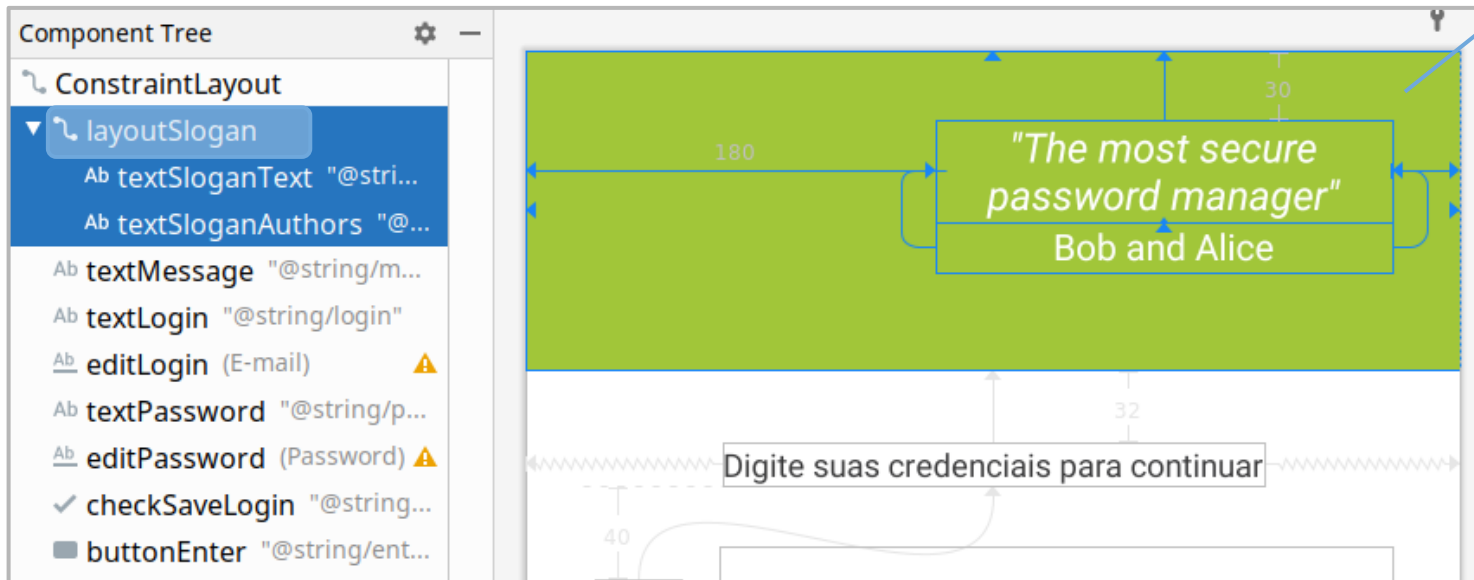 Component Tree
ConstraintLayout
layoutSlogan
Ab textSloganText "@stri...
Ab textSloganAuthors "@...
Ab textMessage "@string/m...
Ab textLogin "@string/login"
Ab editLogin (E-mail)
Ab textPassword "@string/p...
Ab editPassword (Password)
checkSaveLogin "@string...
buttonEnter "@string/ent...
30
180
"The most secure
password manager"
Bob and Alice
32
Digite suas credenciais para continuar
40